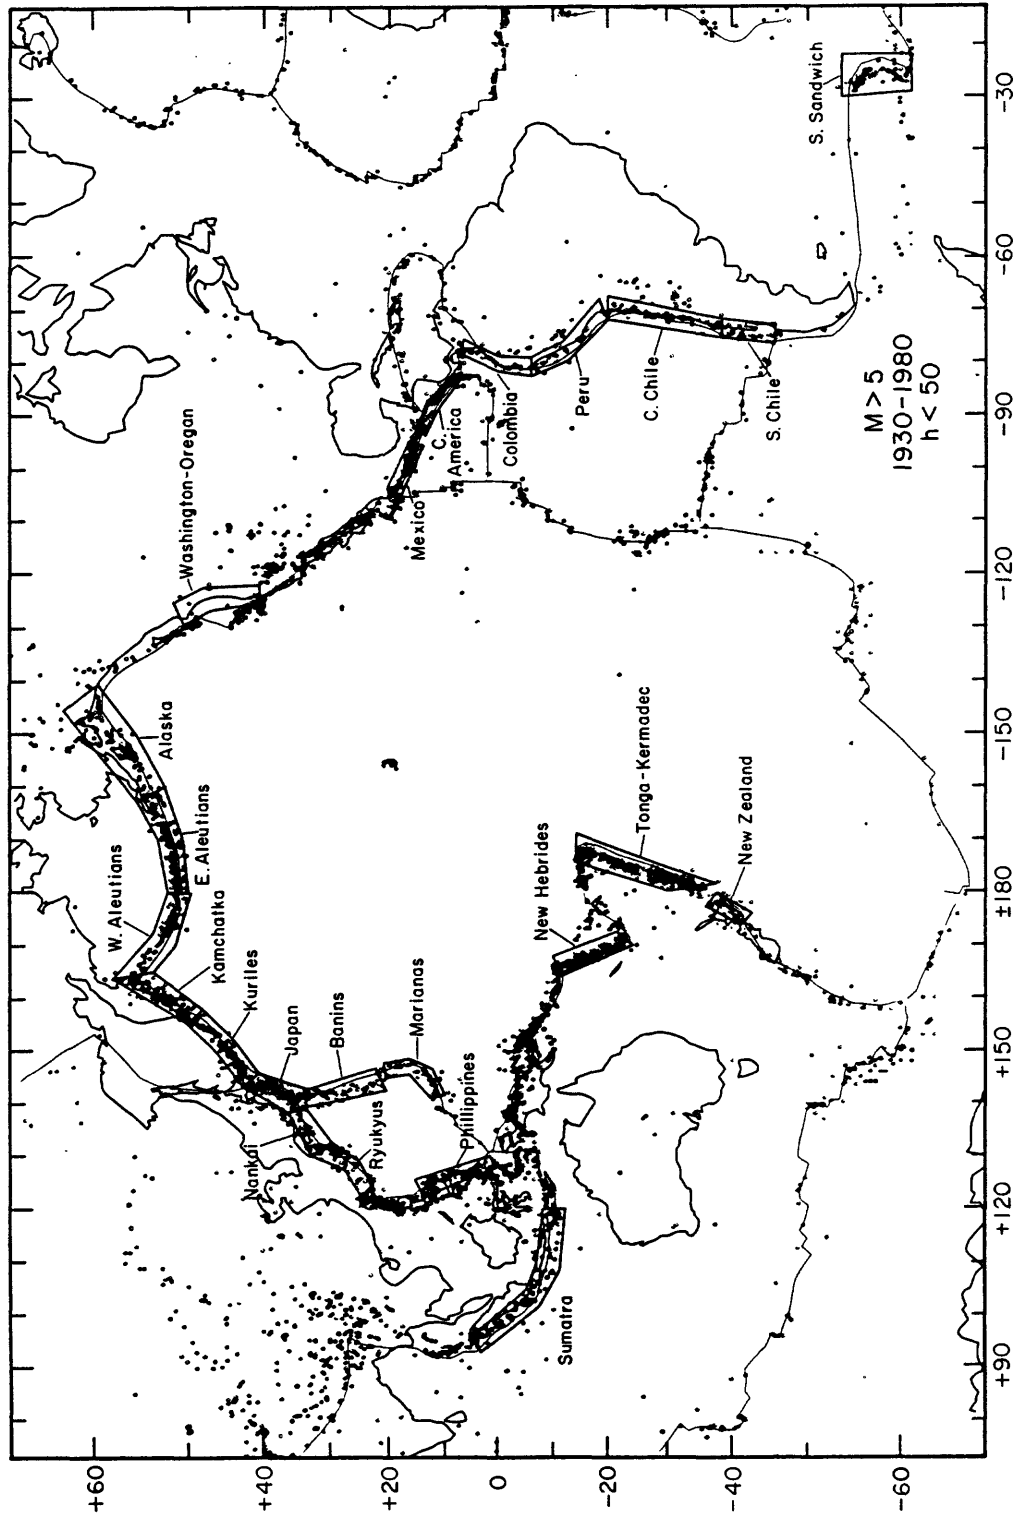 W. Aleutians
E. Aleutians
Alaska
Washington-Oregan
Kamchatka
Kuriles
Japan
Banins
Marianas
Nankai
Ryukyus
Phillippines
Sumatra
New Hebrides
Tonga-Kermadec
New Zealand
Mexico
C.
America
Colombia
Peru
C. Chile
S. Chile
S. Sandwich
M > 5
1930-1980
h < 50
+60
+40
+20
0
-20
-40
-60
+90
+120
+150
±180
-150
-120
-90
-60
-30